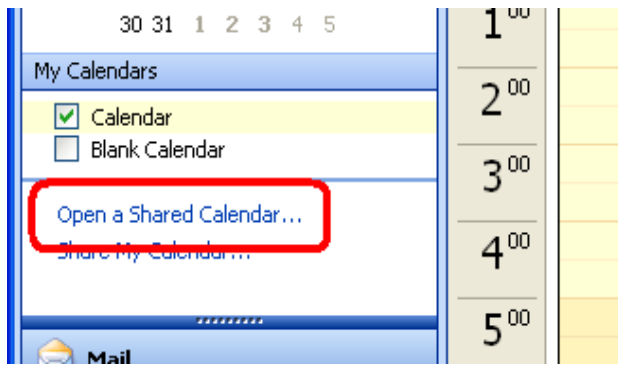 30 31 1 2 3 4 5
My Calendars
Calendar
Blank Calendar
Open a Shared Calendar...
Share My Calendar...
Mail
1 00
2 00
3 00
4 00
5 00